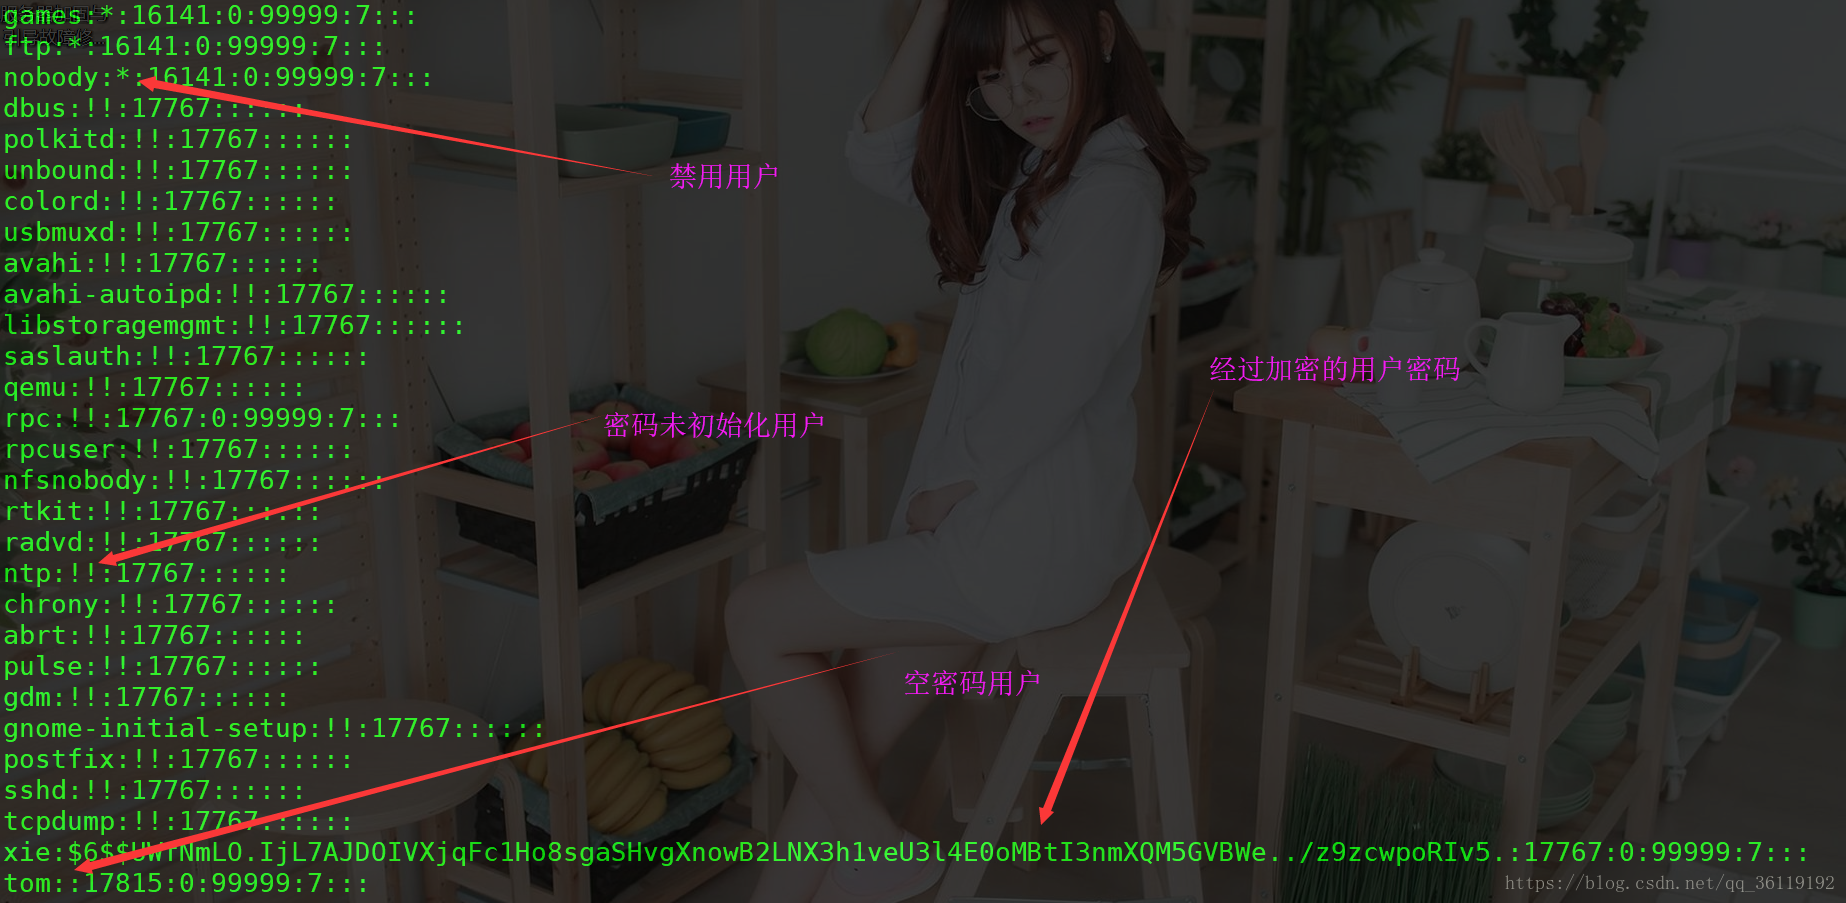 games:*:16141:0:99999:7:::
ftp:*:16141:0:99999:7:::
nobody:*:16141:0:99999:7:::
dbus:!!:17767::::::
polkitd:!!:17767::::::
禁用用户
unbound:!!:17767::::::
colord:!!:17767::::::
usbmuxd:!!:17767::::::
avahi:!!:17767::::::
avahi-autoipd:!!:17767::::::
libstoragemgmt:!!:17767::::::
saslauth:!!:17767::::::
经过加密的用户密码
qemu:!!:17767::::::
rpc:!!:17767:0:99999:7:::
密码未初始化用户
rpcuser:!!:17767::::::
nfsnobody:!!:17767::::::
rtkit:!!:17767::::::
radvd:!!:17767::::::
ntp:!!:17767::::::
chrony:!!:17767::::::
abrt:!!:17767::::::
pulse:!!:17767::::::
空密码用户
gdm:!!:17767::::::
gnome-initial-setup:!!:17767::::::
postfix:!!:17767::::::
sshd:!!:17767::::::
tcpdump:!!:17767::::::
xie:$6$$UWrNmLO.IjL7AJDOIVXjqFc1Ho8sgaSHvgXnowB2LNX3h1veU3l4E0oMBtI3nmXQM5GVBWe../z9zcwpoRIv5.:17767:0:99999:7:::
tom::17815:0:99999:7:::
https://blog.csdn.net/qq_36119192